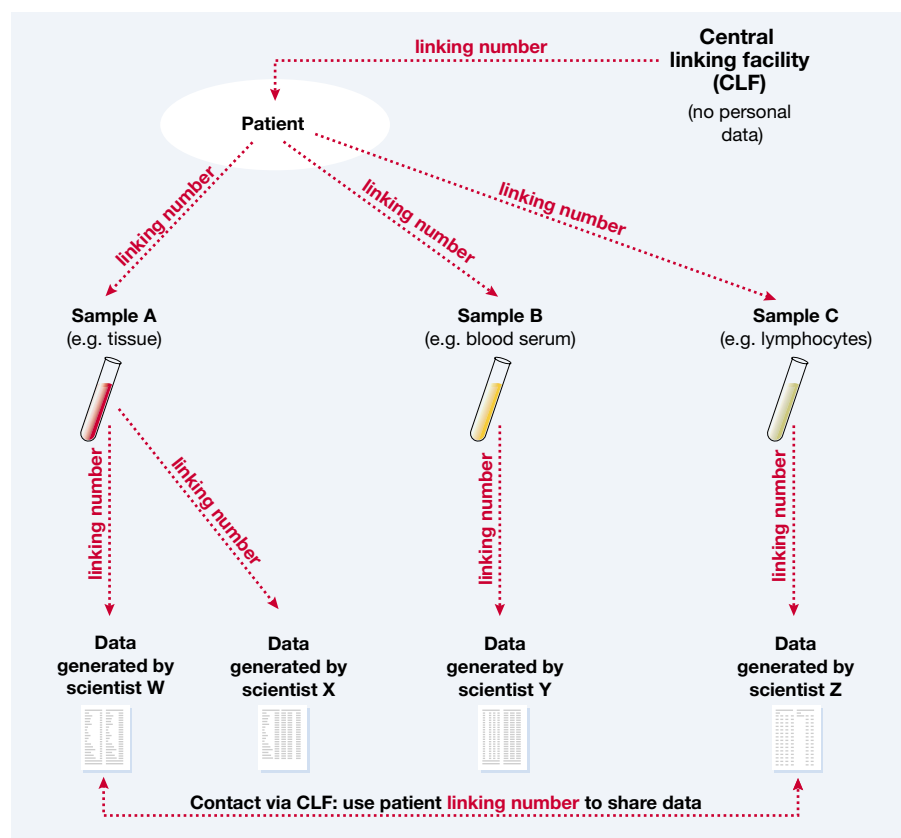 linking number
Central
linking facility
(CLF)
(no personal
data)
Patient
linking number
linking number
linking number
Sample A
(e.g. tissue)
Sample B
(e.g. blood serum)
Sample C
(e.g. lymphocytes)
linking number
linking number
linking number
linking number
Data
generated by
scientist W
Data
generated by
scientist X
Data
generated by
scientist Y
Data
generated by
scientist Z
Contact via CLF: use patient linking number to share data